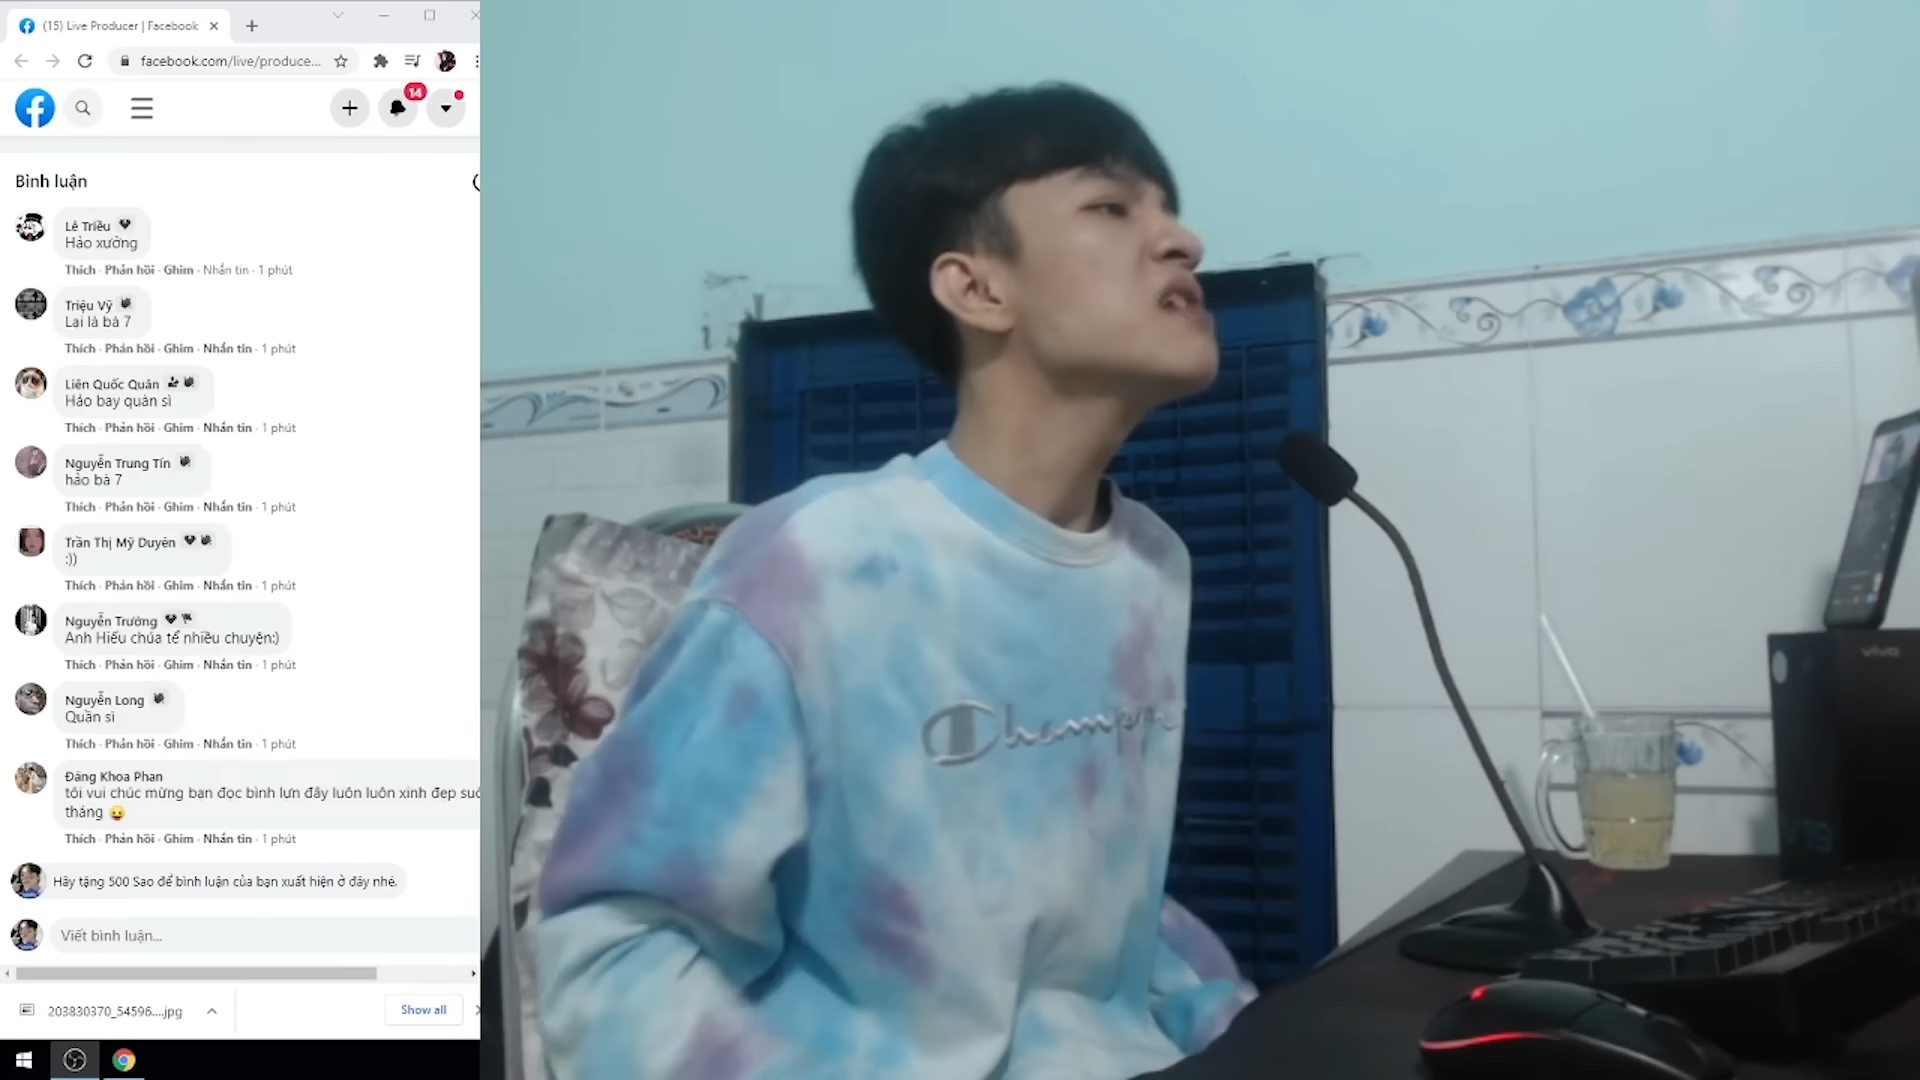 (15) Live Producer | Facebook
facebook.com/live/produce...
14
Bình luận
Lê Triều
Hảo xưởng
Thích · Phản hồi · Ghim · Nhắn tin · 1 phút
Triệu Vỹ
Lại là bà 7
Thích · Phản hồi · Ghim · Nhắn tin · 1 phút
Liên Quốc Quân
Hảo bay quàn sì
Thích · Phản hồi · Ghim · Nhắn tin · 1 phút
Nguyễn Trung Tín
hảo bà 7
Thích · Phản hồi · Ghim · Nhắn tin · 1 phút
Trần Thị Mỹ Duyên
:))
Thích · Phản hồi · Ghim · Nhắn tin · 1 phút
Nguyễn Trường
Anh Hiếu chúa tể nhiều chuyện:)
Thích · Phản hồi · Ghim · Nhắn tin · 1 phút
Nguyễn Long
Quần sì
Thích · Phản hồi · Ghim · Nhắn tin · 1 phút
Đăng Khoa Phan
tôi vui chúc mừng bạn đọc bình lựn đây luôn luôn xinh đẹp suố
tháng 😝
Thích · Phản hồi · Ghim · Nhắn tin · 1 phút
Hãy tặng 500 Sao để bình luận của bạn xuất hiện ở đây nhé.
Viết bình luận...
203830370_54596....jpg
Show all
Champion
vivo
V19